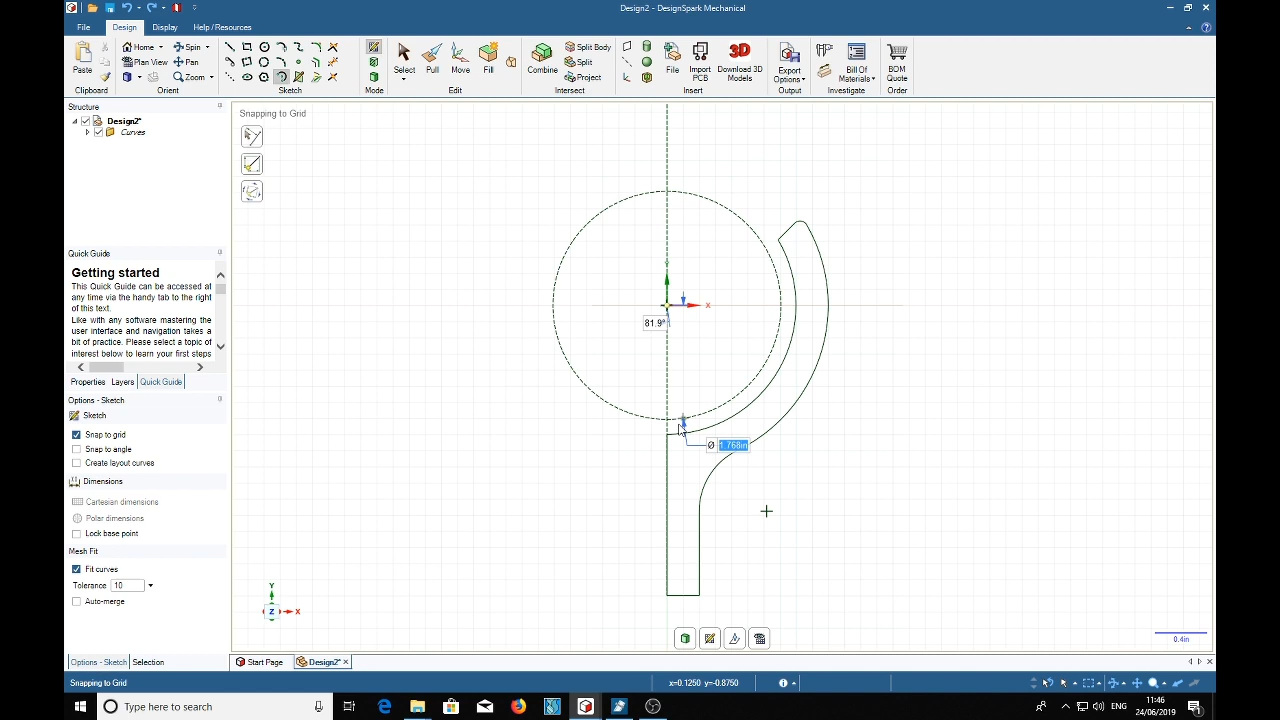 Design2 - DesignSpark Mechanical
File Design Display Help / Resources
Paste
Home Spin
Plan View Pan
Zoom
Select Pull Move Fill
Combine
Split Body
Split
Project
File
Import PCB
Download 3D Models
Export Options
Bill Of Materials
BOM Quote
Clipboard Orient Sketch Mode Edit Intersect Insert Output Investigate Order
Structure
Design2*
Curves
Snapping to Grid
Quick Guide
Getting started
This Quick Guide can be accessed at
any time via the handy tab to the right
of this text.
Like with any software mastering the
user interface and navigation takes a
bit of practice. Please select a topic of
interest below to learn your first steps
Properties Layers Quick Guide
Options - Sketch
Sketch
Snap to grid
Snap to angle
Create layout curves
Dimensions
Cartesian dimensions
Polar dimensions
Lock base point
Mesh Fit
Fit curves
Tolerance 10
Auto-merge
Y
X
81.9°
Ø 1.768in
Y
Z X
0.4in
Options - Sketch Selection
Start Page Design2*
Snapping to Grid
x=0.1250 y=-0.8750
Type here to search
ENG
11:46
24/06/2019
1